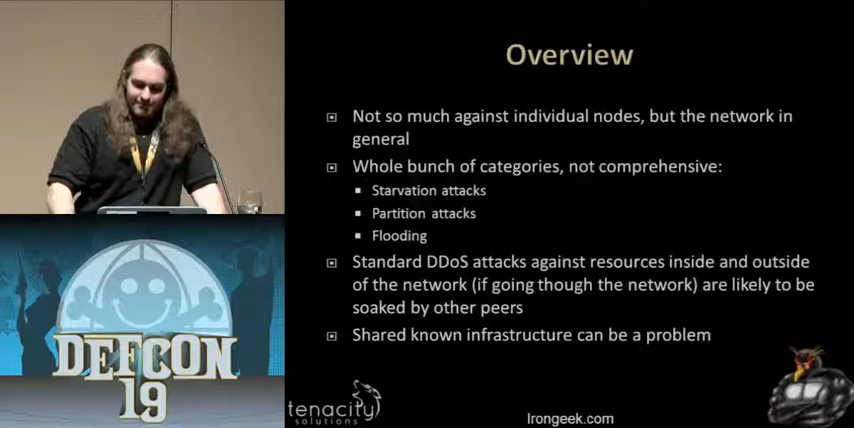 Overview
Not so much against individual nodes, but the network in
general
Whole bunch of categories, not comprehensive:
Starvation attacks
Partition attacks
Flooding
Standard DDoS attacks against resources inside and outside
of the network (if going though the network) are likely to be
soaked by other peers
Shared known infrastructure can be a problem
DEFCON
19
tenacity
solutions
Irongeek.com